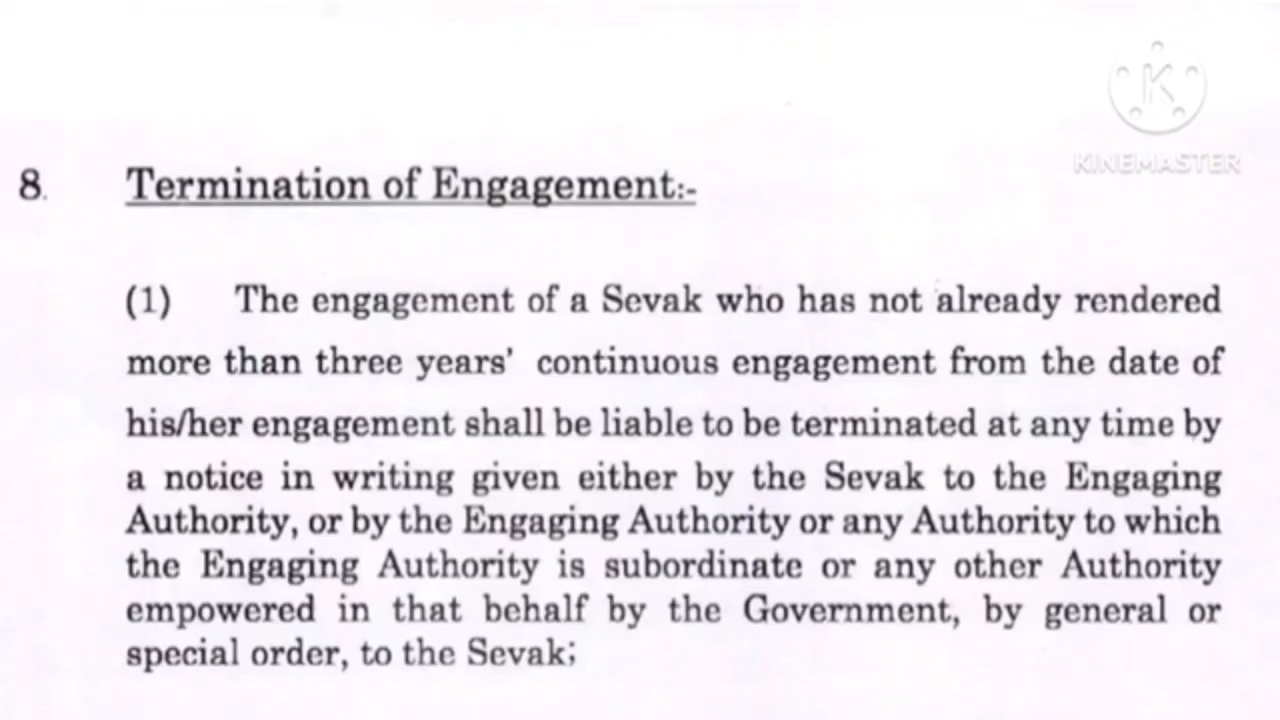 KINEMASTER
8. Termination of Engagement:-
(1) The engagement of a Sevak who has not already rendered
more than three years' continuous engagement from the date of
his/her engagement shall be liable to be terminated at any time by
a notice in writing given either by the Sevak to the Engaging
Authority, or by the Engaging Authority or any Authority to which
the Engaging Authority is subordinate or any other Authority
empowered in that behalf by the Government, by general or
special order, to the Sevak;